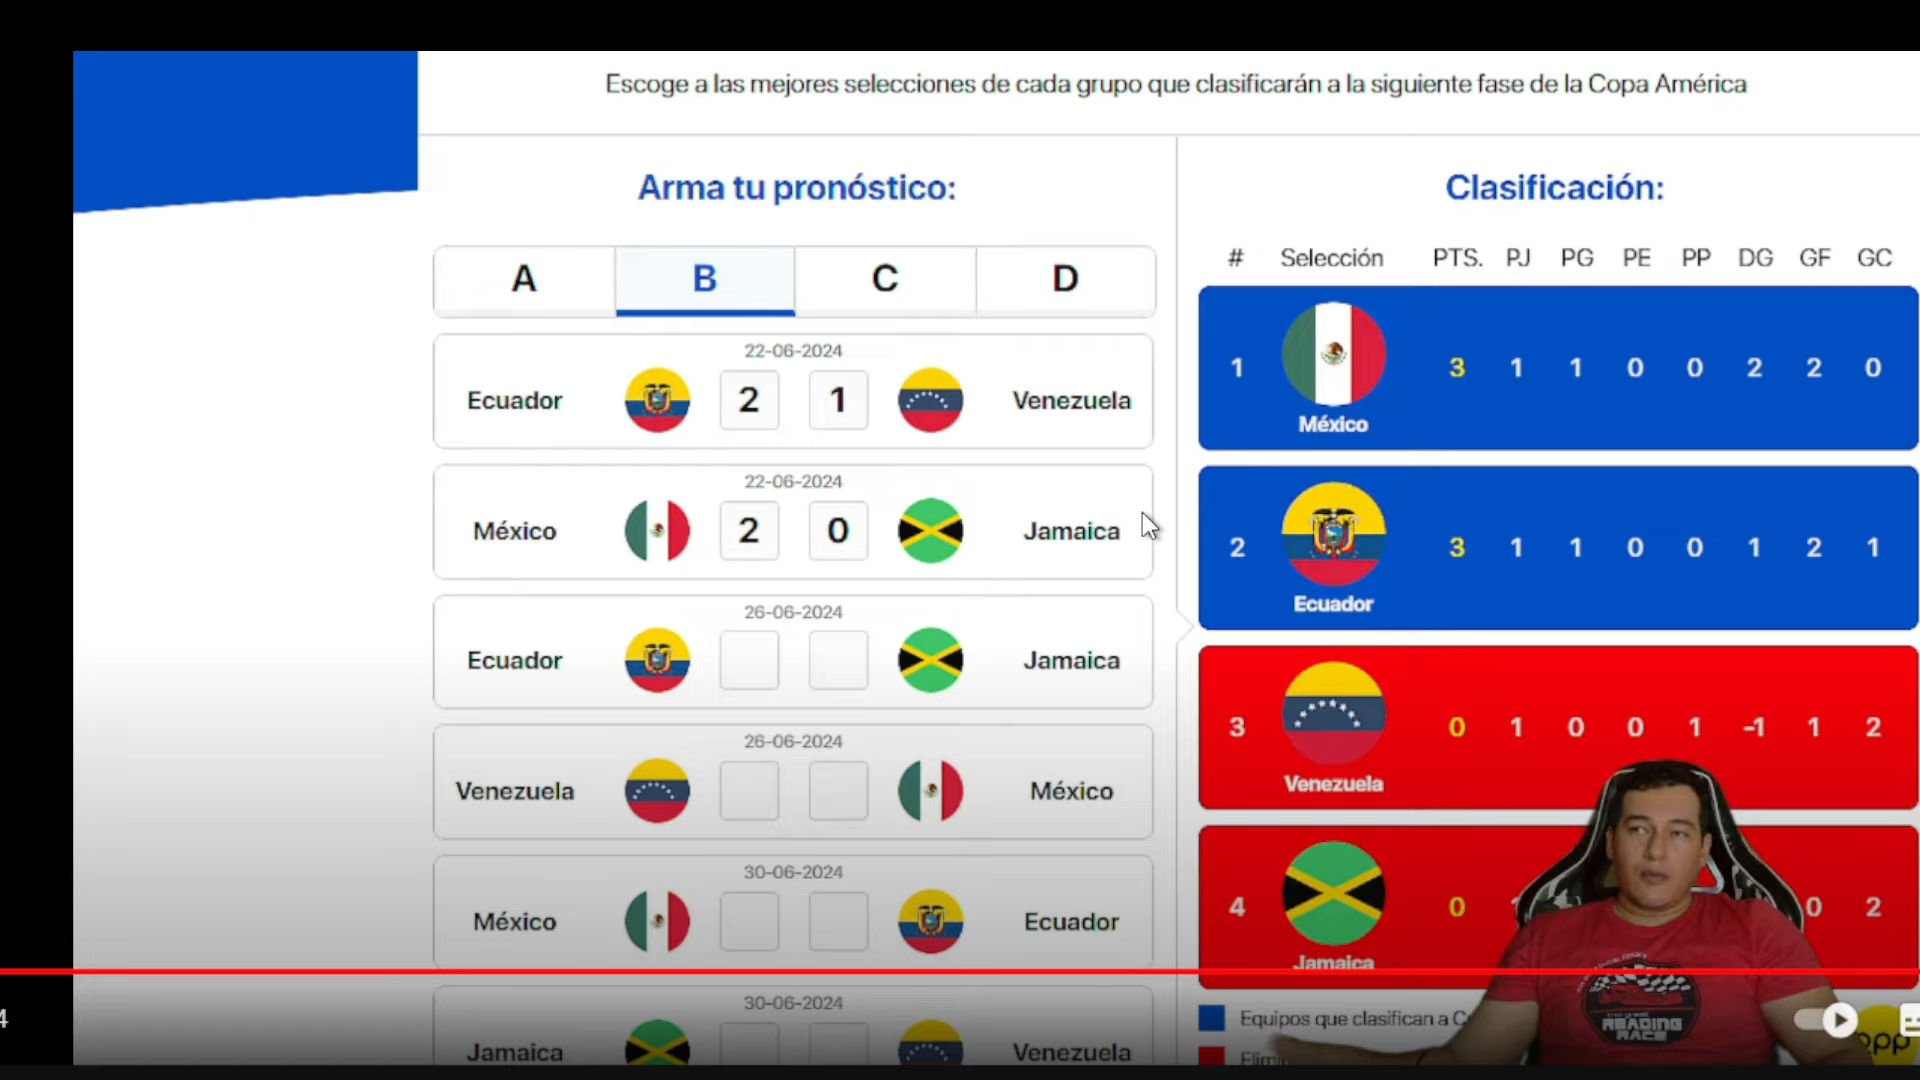 Escoge a las mejores selecciones de cada grupo que clasificarán a la siguiente fase de la Copa América
Arma tu pronóstico:
A B C D
22-06-2024
Ecuador 2 1 Venezuela
22-06-2024
México 2 0 Jamaica
26-06-2024
Ecuador Jamaica
26-06-2024
Venezuela México
30-06-2024
México Ecuador
30-06-2024
Jamaica Venezuela
Clasificación:
# Selección PTS. PJ PG PE PP DG GF GC
1 México 3 1 1 0 0 2 2 0
2 Ecuador 3 1 1 0 0 1 2 1
3 Venezuela 0 1 0 0 1 -1 1 2
4 Jamaica 0 0 2
Equipos que clasifican a
READING
RACE
4